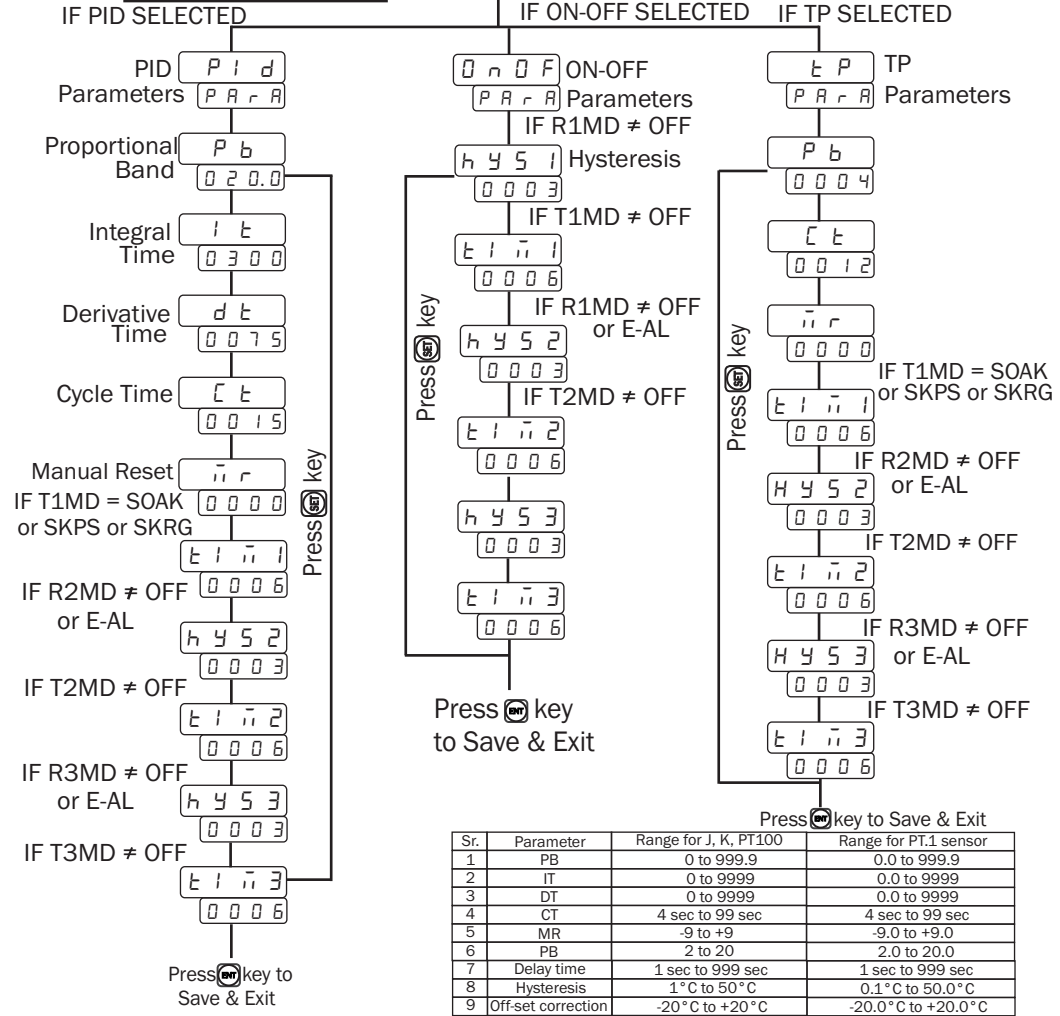 IF PID SELECTED
IF ON-OFF SELECTED
IF TP SELECTED
PID Parameters
PId
PArA
Proportional Band
Pb
020.0
Integral Time
It
0300
Derivative Time
dt
0075
Cycle Time
Ct
0015
Manual Reset
mr
0000
IF T1MD = SOAK
or SKPS or SKRG
tIm1
0006
IF R2MD ≠ OFF
or E-AL
hYS2
0003
IF T2MD ≠ OFF
tIm2
0006
IF R3MD ≠ OFF
or E-AL
hYS3
0003
IF T3MD ≠ OFF
tIm3
0006
Press SET key
Press ENT key to
Save & Exit
OnOF
PArA
ON-OFF
Parameters
IF R1MD ≠ OFF
hYS1
Hysteresis
0003
IF T1MD ≠ OFF
tIm1
0006
IF R1MD ≠ OFF
or E-AL
hYS2
0003
IF T2MD ≠ OFF
tIm2
0006
hYS3
0003
tIm3
0006
Press SET key
Press ENT key
to Save & Exit
tP
PArA
TP
Parameters
Pb
0004
Ct
0012
mr
0000
IF T1MD = SOAK
or SKPS or SKRG
tIm1
0006
IF R2MD ≠ OFF
or E-AL
HYS2
0003
IF T2MD ≠ OFF
tIm2
0006
IF R3MD ≠ OFF
or E-AL
HYS3
0003
IF T3MD ≠ OFF
tIm3
0006
Press SET key
Press ENT key to Save & Exit
Sr. Parameter Range for J, K, PT100 Range for PT.1 sensor
1 PB 0 to 999.9 0.0 to 999.9
2 IT 0 to 9999 0.0 to 9999
3 DT 0 to 9999 0.0 to 9999
4 CT 4 sec to 99 sec 4 sec to 99 sec
5 MR -9 to +9 -9.0 to +9.0
6 PB 2 to 20 2.0 to 20.0
7 Delay time 1 sec to 999 sec 1 sec to 999 sec
8 Hysteresis 1°C to 50°C 0.1°C to 50.0°C
9 Off-set correction -20°C to +20°C -20.0°C to +20.0°C